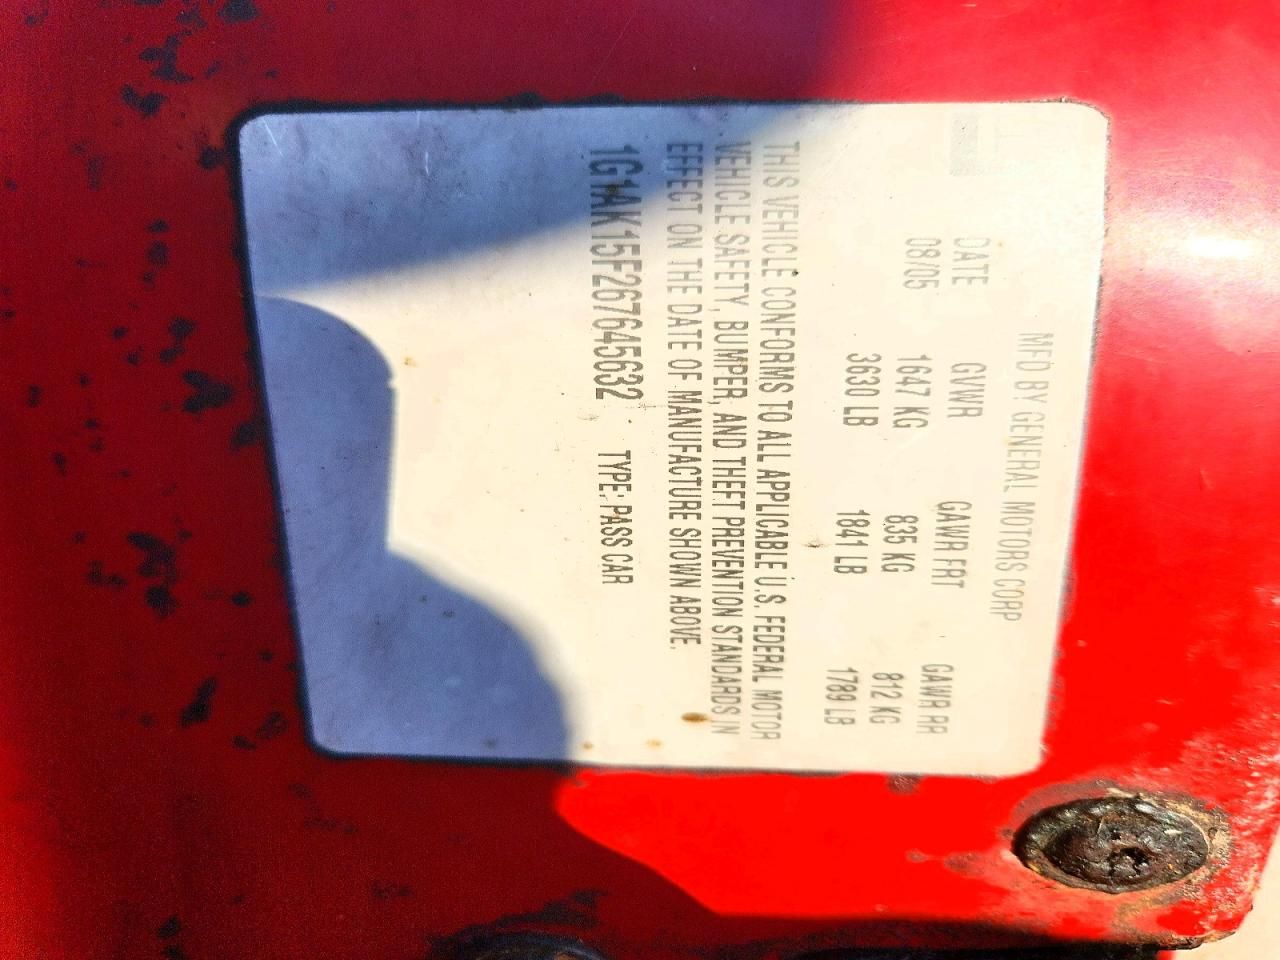 MFD BY GENERAL MOTORS CORP
DATE GVWR GAWR FRT GAWR RR
08/05 1647 KG 835 KG 812 KG
3630 LB 1841 LB 1789 LB
THIS VEHICLE CONFORMS TO ALL APPLICABLE U.S. FEDERAL MOTOR
VEHICLE SAFETY, BUMPER, AND THEFT PREVENTION STANDARDS IN
EFFECT ON THE DATE OF MANUFACTURE SHOWN ABOVE.
1G1AK15F267645632 TYPE: PASS CAR